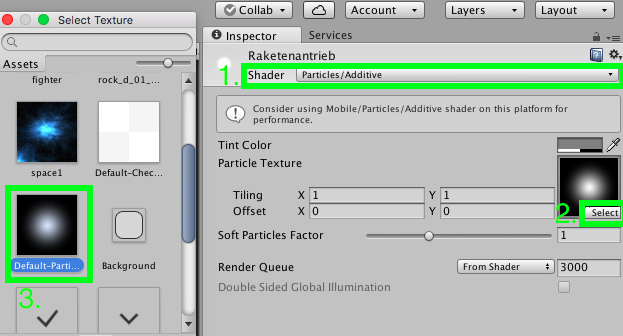 Select Texture
Assets
fighter
rock_d_01_...
space1
Default-Chec...
Default-Parti...
Background
3.
Collab
Account
Layers
Layout
Inspector
Services
Raketenantrieb
1.
Shader
Particles/Additive
Consider using Mobile/Particles/Additive shader on this platform for
performance.
Tint Color
Particle Texture
Tiling X 1 Y 1
Offset X 0 Y 0
2.
Select
Soft Particles Factor 1
Render Queue From Shader 3000
Double Sided Global Illumination